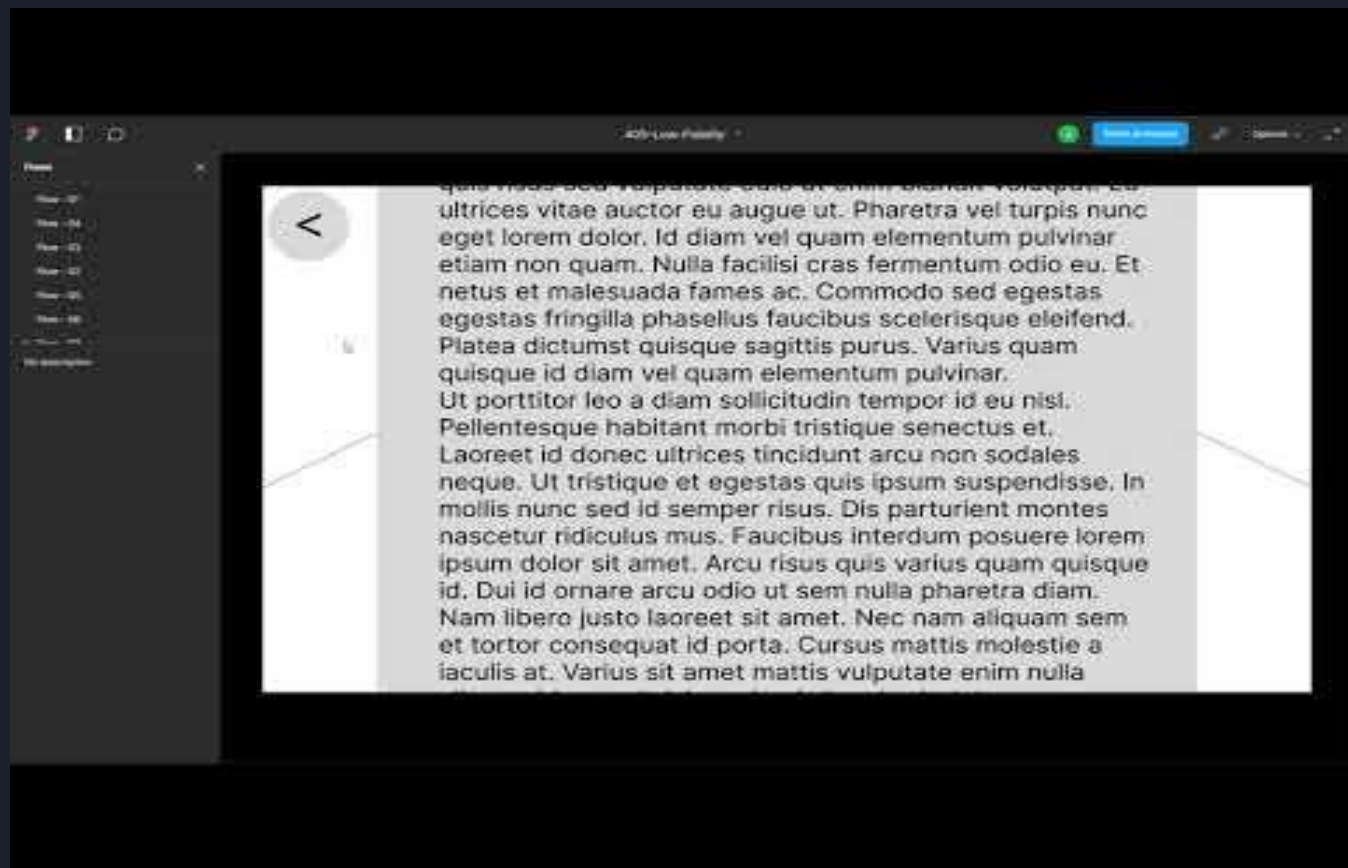 405-Low-Fidelity
Flows
Options
No description
<
ultrices vitae auctor eu augue ut. Pharetra vel turpis nunc
eget lorem dolor. Id diam vel quam elementum pulvinar
etiam non quam. Nulla facilisi cras fermentum odio eu. Et
netus et malesuada fames ac. Commodo sed egestas
egestas fringilla phasellus faucibus scelerisque eleifend.
Platea dictumst quisque sagittis purus. Varius quam
quisque id diam vel quam elementum pulvinar.
Ut porttitor leo a diam sollicitudin tempor id eu nisl.
Pellentesque habitant morbi tristique senectus et.
Laoreet id donec ultrices tincidunt arcu non sodales
neque. Ut tristique et egestas quis ipsum suspendisse. In
mollis nunc sed id semper risus. Dis parturient montes
nascetur ridiculus mus. Faucibus interdum posuere lorem
ipsum dolor sit amet. Arcu risus quis varius quam quisque
id. Dui id ornare arcu odio ut sem nulla pharetra diam.
Nam libero justo laoreet sit amet. Nec nam aliquam sem
et tortor consequat id porta. Cursus mattis molestie a
iaculis at. Varius sit amet mattis vulputate enim nulla